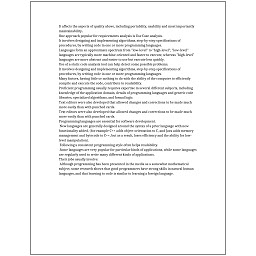 It affects the aspects of quality above, including portability, usability and most importantly
maintainability.
One approach popular for requirements analysis is Use Case analysis.
It involves designing and implementing algorithms, step-by-step specifications of
procedures, by writing code in one or more programming languages.
Languages form an approximate spectrum from "low-level" to "high-level"; "low-level"
languages are typically more machine-oriented and faster to execute, whereas "high-level"
languages are more abstract and easier to use but execute less quickly.
Use of a static code analysis tool can help detect some possible problems.
It involves designing and implementing algorithms, step-by-step specifications of
procedures, by writing code in one or more programming languages.
Many factors, having little or nothing to do with the ability of the computer to efficiently
compile and execute the code, contribute to readability.
Proficient programming usually requires expertise in several different subjects, including
knowledge of the application domain, details of programming languages and generic code
libraries, specialized algorithms, and formal logic.
Text editors were also developed that allowed changes and corrections to be made much
more easily than with punched cards.
Text editors were also developed that allowed changes and corrections to be made much
more easily than with punched cards.
Programming languages are essential for software development.
New languages are generally designed around the syntax of a prior language with new
functionality added, (for example C++ adds object-orientation to C, and Java adds memory
management and bytecode to C++, but as a result, loses efficiency and the ability for low-
level manipulation).
Following a consistent programming style often helps readability.
Some languages are very popular for particular kinds of applications, while some languages
are regularly used to write many different kinds of applications.
Their jobs usually involve:
Although programming has been presented in the media as a somewhat mathematical
subject, some research shows that good programmers have strong skills in natural human
languages, and that learning to code is similar to learning a foreign language.